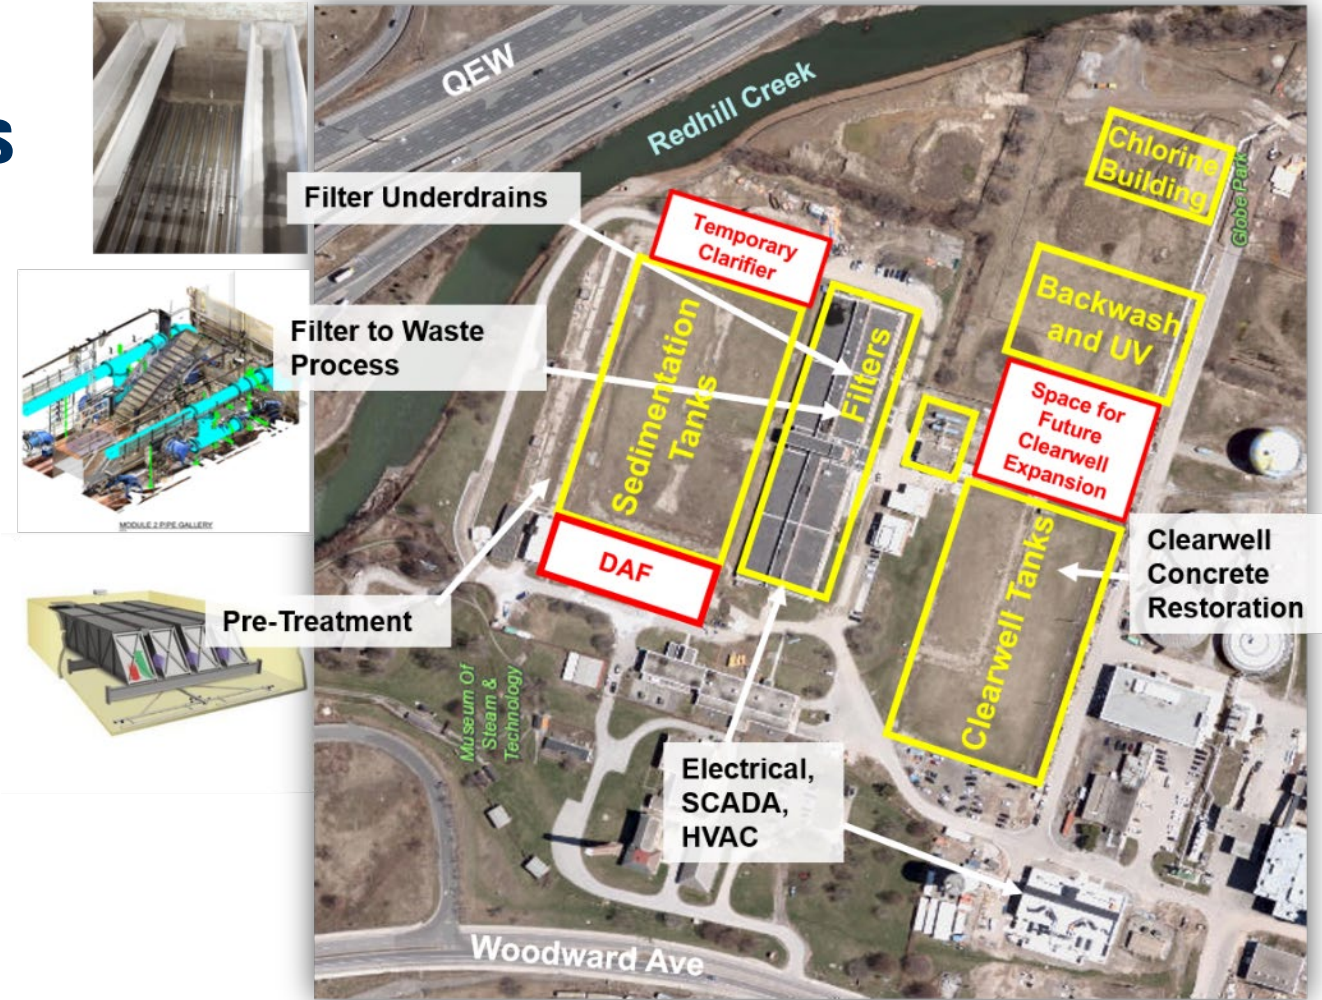 s
QEW
Redhill Creek
Chlorine
Building
Globe Park
Filter Underdrains
Temporary
Clarifier
Backwash
and UV
Filter to Waste
Process
Sedimentation
Tanks
Filters
Space for
Future
Clearwell
Expansion
MODULE 2 PIPE GALLERY
Clearwell
Concrete
Restoration
DAF
Clearwell Tanks
Pre-Treatment
Museum Of
Steam &
Technology
Electrical,
SCADA,
HVAC
Woodward Ave